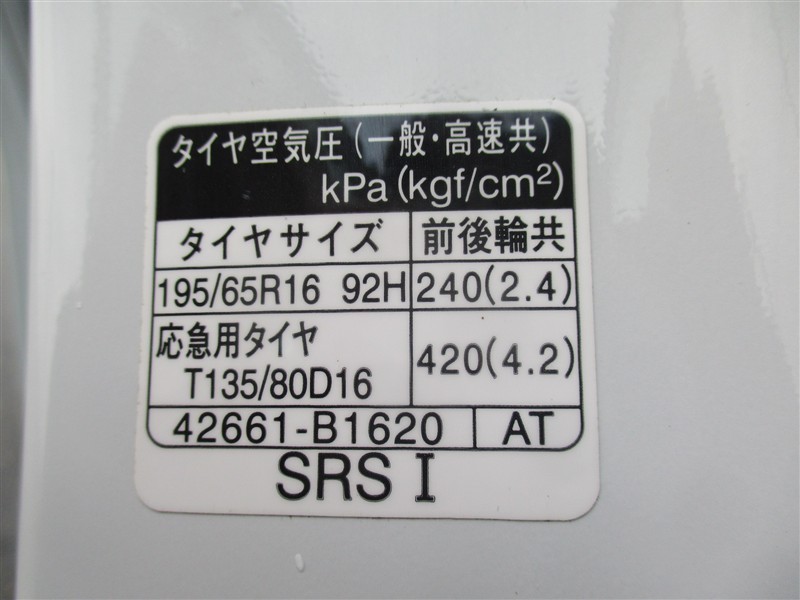 タイヤ空気圧(一般・高速共)
kPa(kgf/cm²)
タイヤサイズ 前後輪共
195/65R16 92H 240(2.4)
応急用タイヤ
T135/80D16 420(4.2)
42661-B1620 AT
SRS I